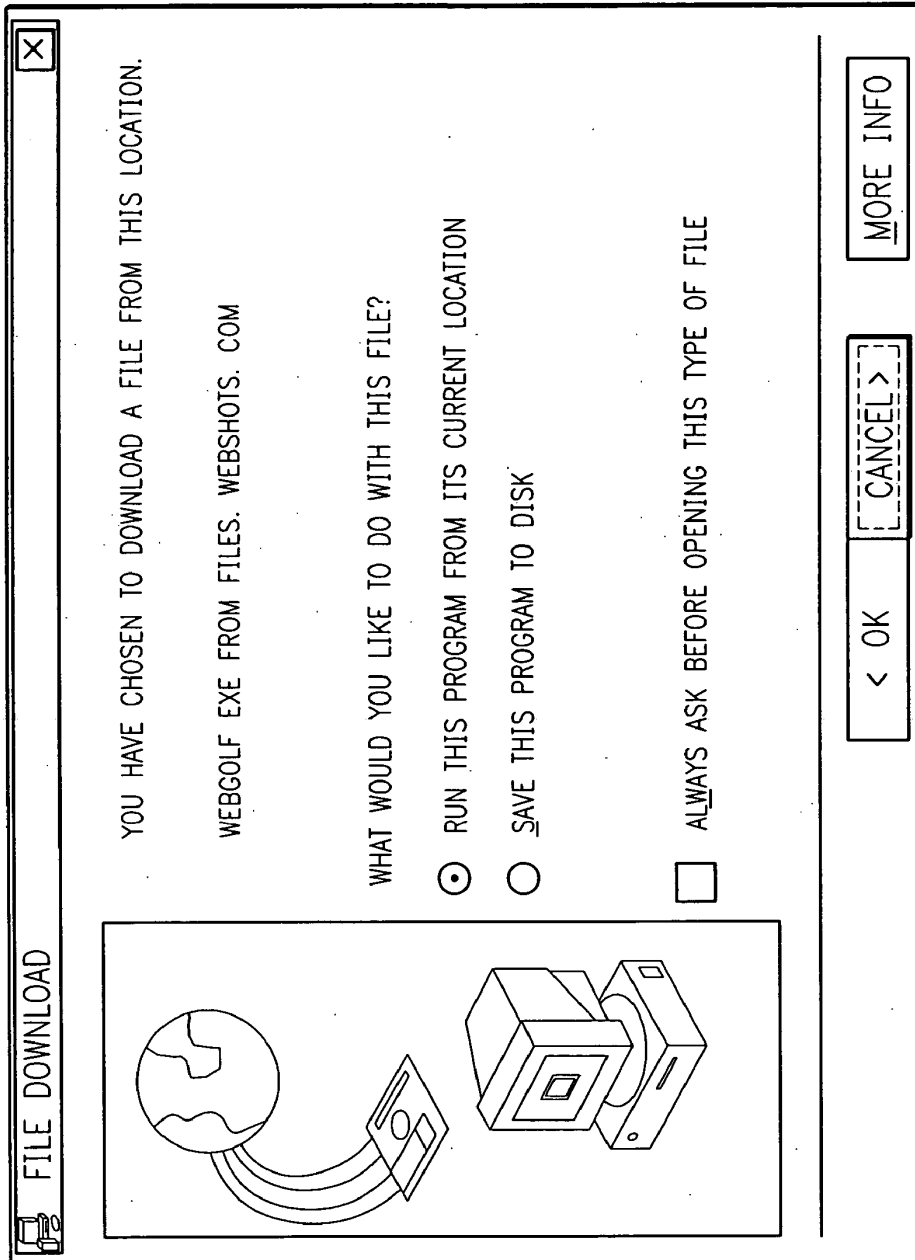 FILE DOWNLOAD
YOU HAVE CHOSEN TO DOWNLOAD A FILE FROM THIS LOCATION.
WEBGOLF EXE FROM FILES. WEBSHOTS. COM
WHAT WOULD YOU LIKE TO DO WITH THIS FILE?
RUN THIS PROGRAM FROM ITS CURRENT LOCATION
SAVE THIS PROGRAM TO DISK
ALWAYS ASK BEFORE OPENING THIS TYPE OF FILE
< OK
CANCEL >
MORE INFO